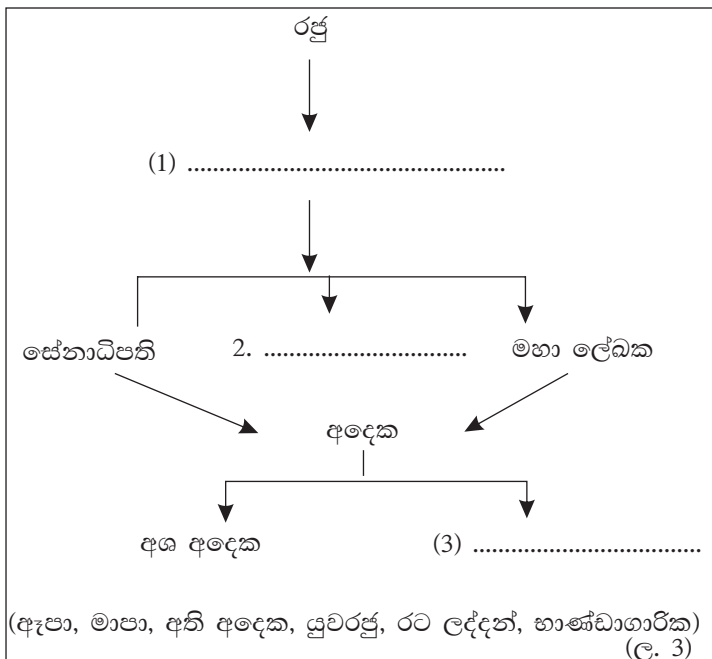 රජු
(1) ..................................................
සේනාධිපති 2. ................................ මහා ලේඛක
අදෙක
අශ අදෙක (3) ....................................
(ඈපා, මාපා, අති අදෙක, යුවරජු, රට ලද්දන්, භාණ්ඩාගාරික)
(ල. 3)